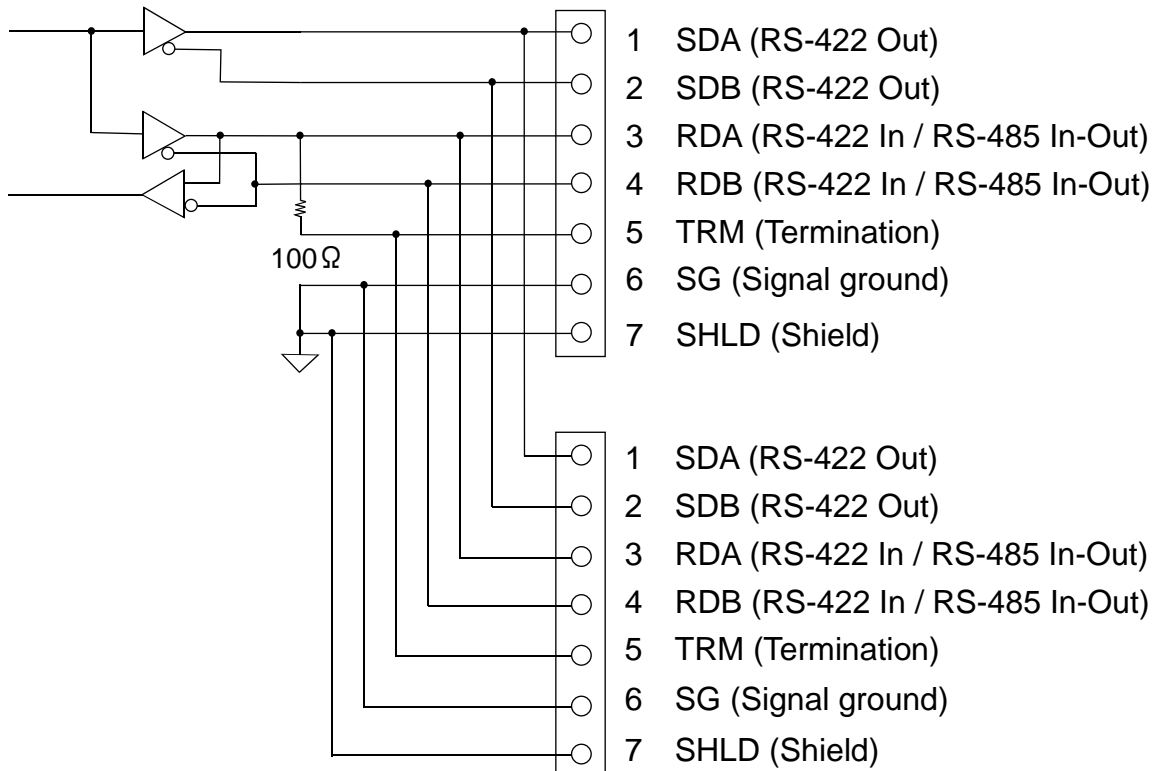 1 SDA (RS-422 Out)
2 SDB (RS-422 Out)
3 RDA (RS-422 In / RS-485 In-Out)
4 RDB (RS-422 In / RS-485 In-Out)
5 TRM (Termination)
100Ω
6 SG (Signal ground)
7 SHLD (Shield)
1 SDA (RS-422 Out)
2 SDB (RS-422 Out)
3 RDA (RS-422 In / RS-485 In-Out)
4 RDB (RS-422 In / RS-485 In-Out)
5 TRM (Termination)
6 SG (Signal ground)
7 SHLD (Shield)